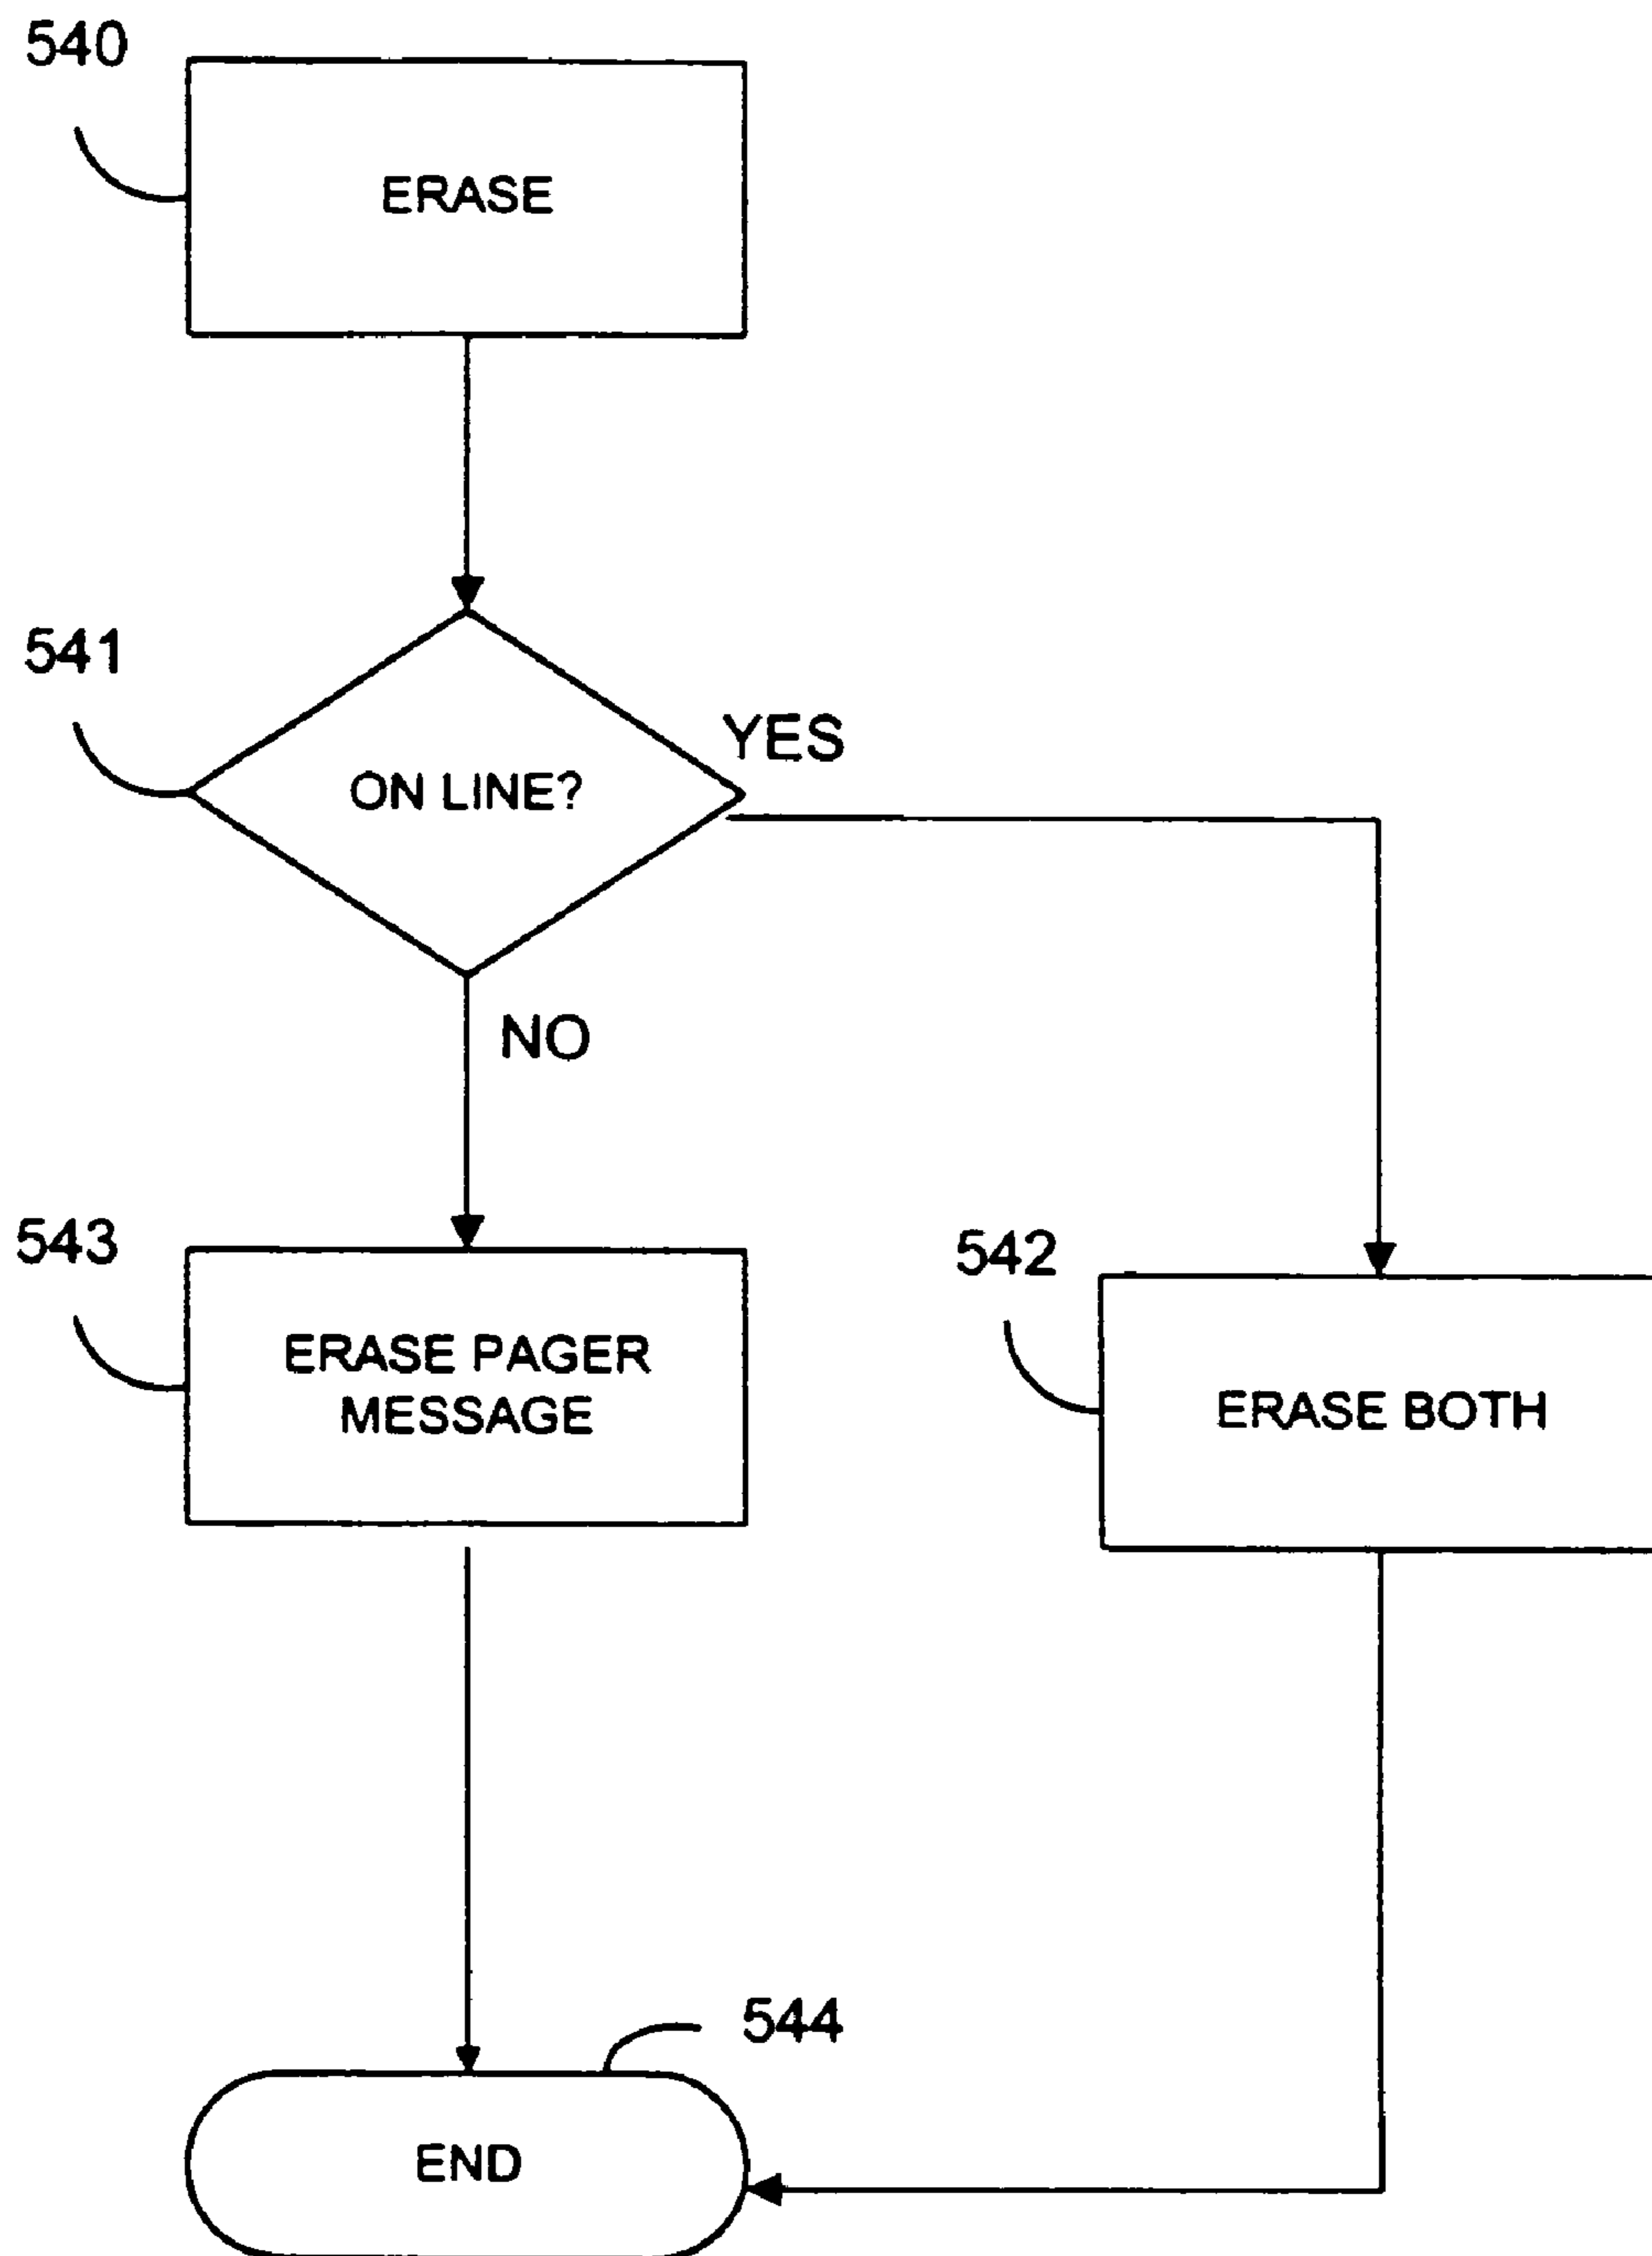 540
ERASE
541
YES
ON LINE?
NO
543
542
ERASE PAGER
MESSAGE
ERASE BOTH
544
END